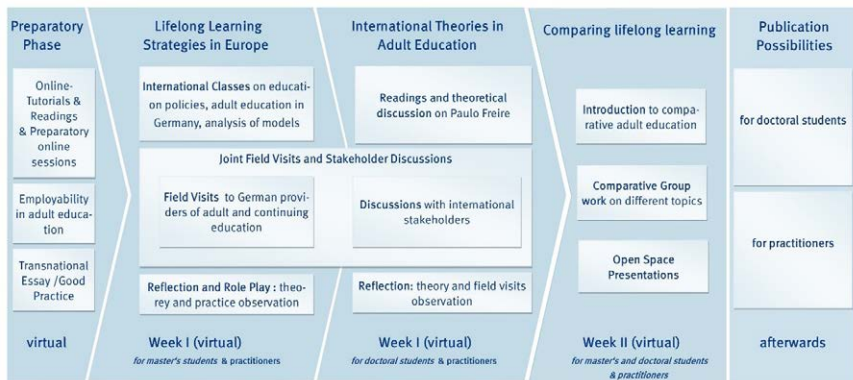 Preparatory
Phase
Online-
Tutorials &
Readings
& Preparatory
online
sessions
Employability
in adult educa-
tion
Transnational
Essay /Good
Practice
virtual
Lifelong Learning
Strategies in Europe
International Classes on educati-
on policies, adult education in
Germany, analysis of models
International Theories in
Adult Education
Readings and theoretical
discussion on Paulo Freire
Joint Field Visits and Stakeholder Discussions
Field Visits to German provi-
ders of adult and continuing
education
Discussions with international
stakeholders
Reflection and Role Play : theo-
rey and practice observation
Week I (virtual)
for master's students & practitioners
Reflection: theory and field visits
observation
Week I (virtual)
for doctoral students & practitioners
Comparing lifelong learning
Introduction to compa-
rative adult education
Comparative Group
work on different topics
Open Space
Presentations
Week II (virtual)
for master's and doctoral students
& practitioners
Publication
Possibilities
for doctoral students
for practitioners
afterwards